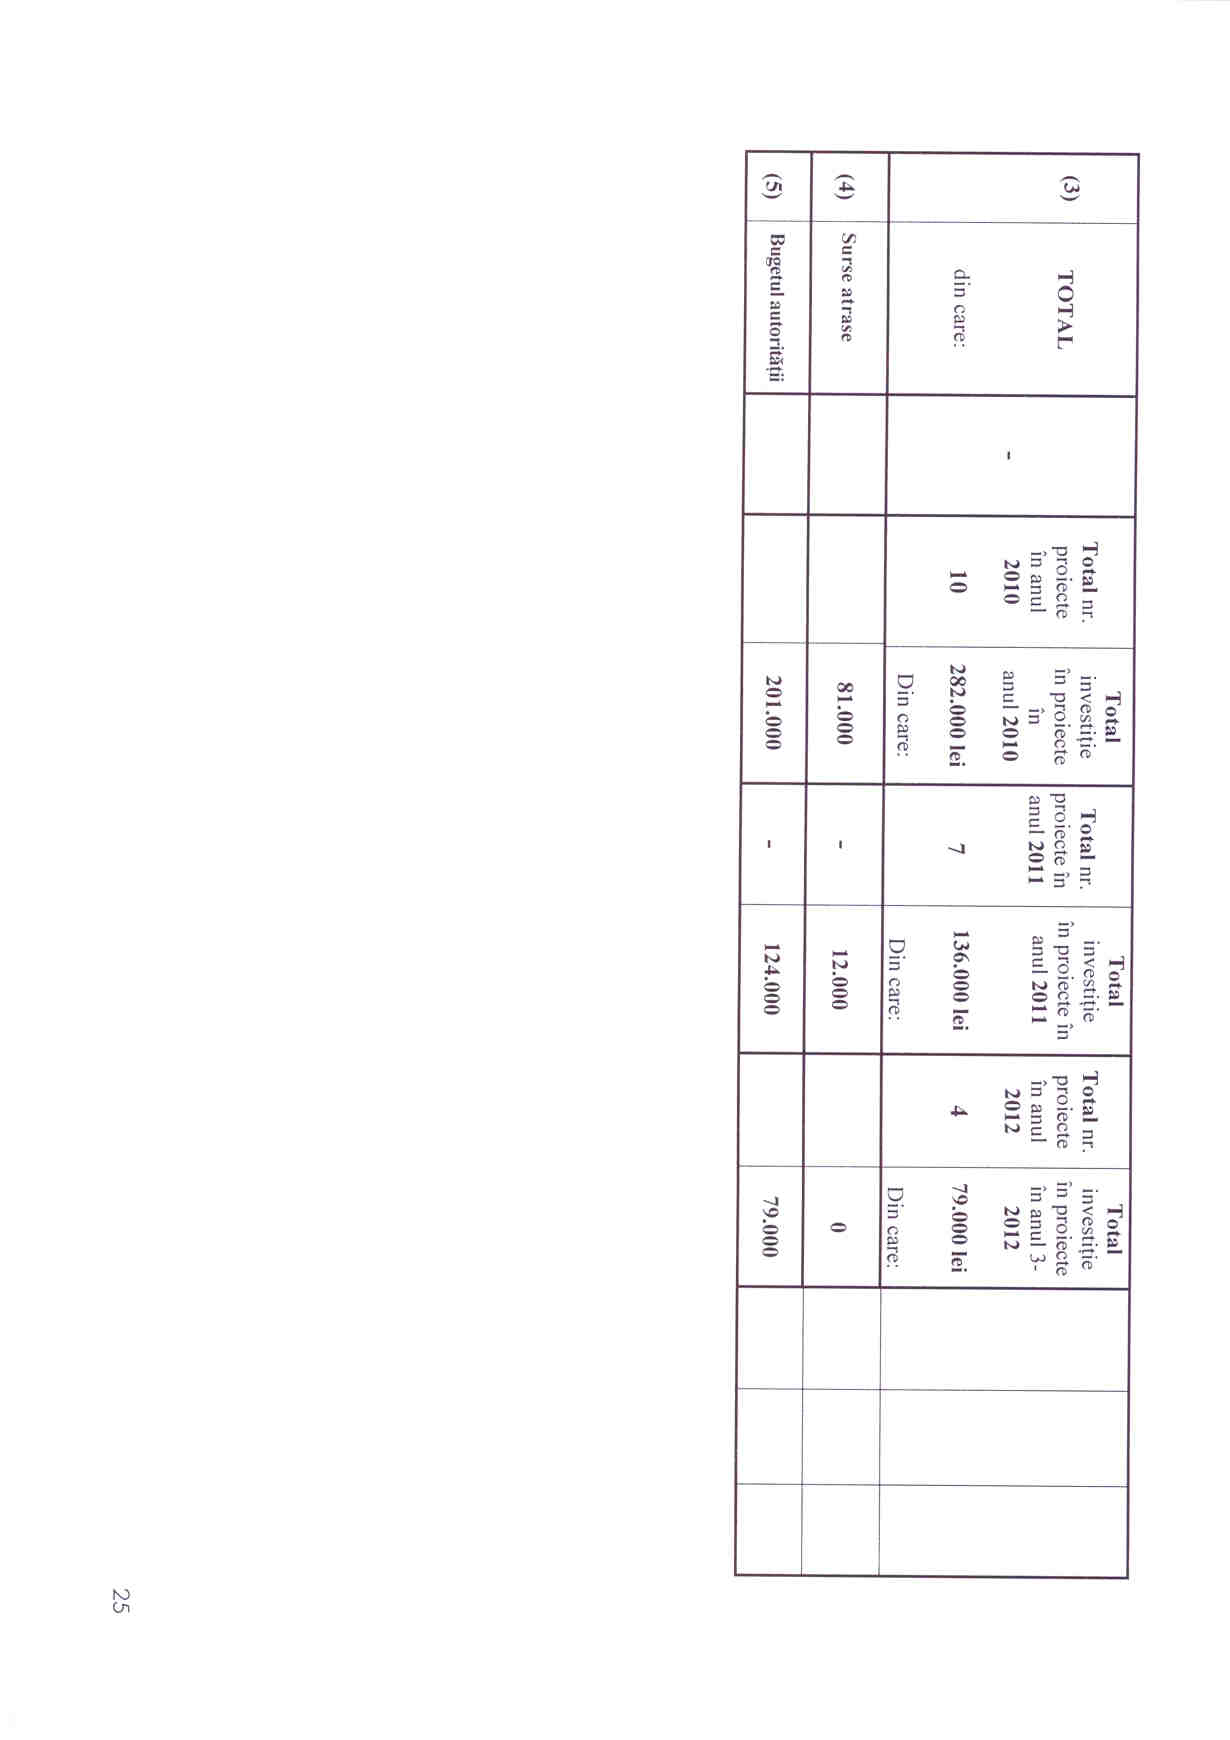 (3)
TOTAL
din care:
-
Total nr.
proiecte
în anul
2010
10
Total
investiție
în proiecte
în
anul 2010
282.000 lei
Din care:
Total nr.
proiecte în
anul 2011
7
Total
investiție
în proiecte în
anul 2011
136.000 lei
Din care:
Total nr.
proiecte
în anul
2012
4
Total
investiție
în proiecte
în anul 3-
2012
79.000 lei
Din care:
(4)
Surse atrase
81.000
-
12.000
0
(5)
Bugetul autorității
201.000
-
124.000
79.000
25